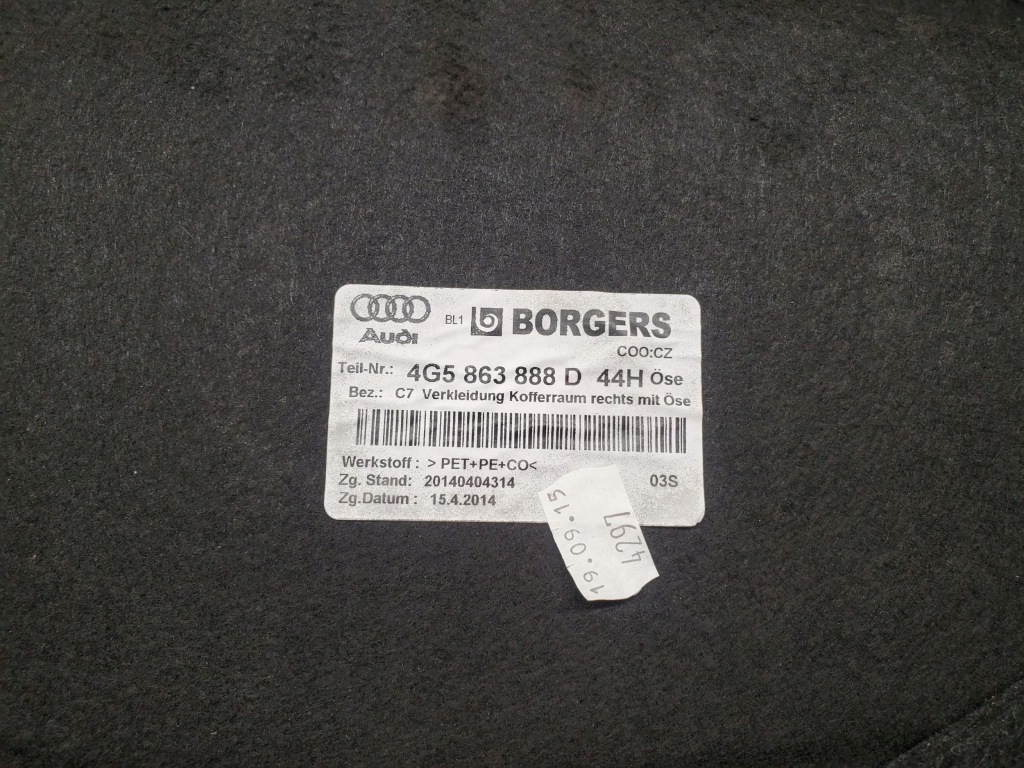 Audi BL1 BORGERS
COO:CZ
Teil-Nr.: 4G5 863 888 D 44H Öse
Bez.: C7 Verkleidung Kofferraum rechts mit Öse
Werkstoff : > PET+PE+CO<
Zg. Stand: 20140404314 03S
Zg.Datum : 15.4.2014
19.09.15
4297